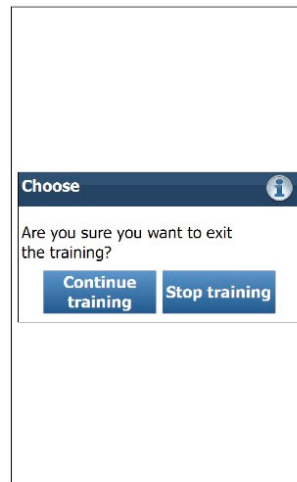 Choose
Are you sure you want to exit
the training?
Continue
training
Stop training